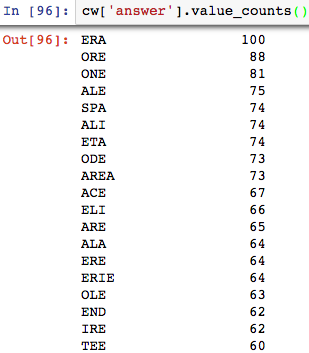 In [96]: cw['answer'].value_counts()
Out[96]: ERA 100
ORE 88
ONE 81
ALE 75
SPA 74
ALI 74
ETA 74
ODE 73
AREA 73
ACE 67
ELI 66
ARE 65
ALA 64
ERE 64
ERIE 64
OLE 63
END 62
IRE 62
TEE 60